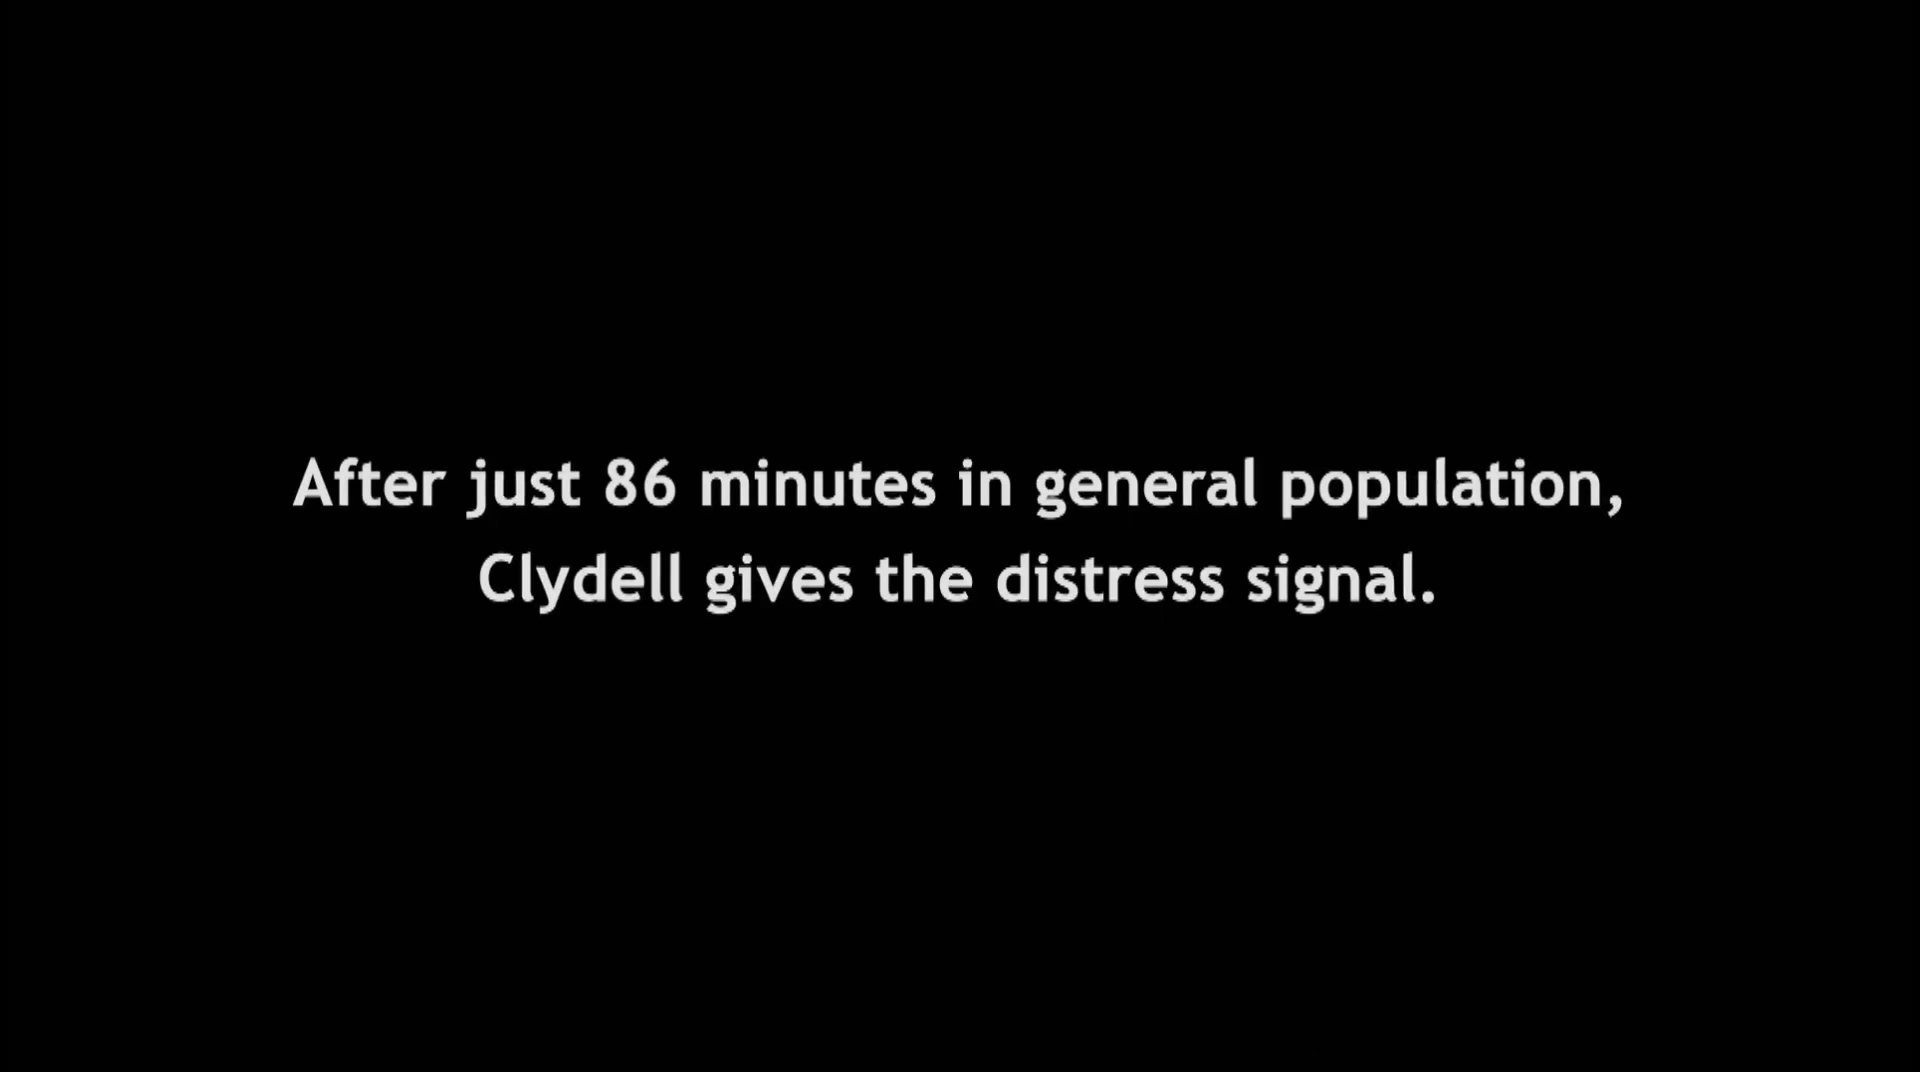 After just 86 minutes in general population,
Clydell gives the distress signal.